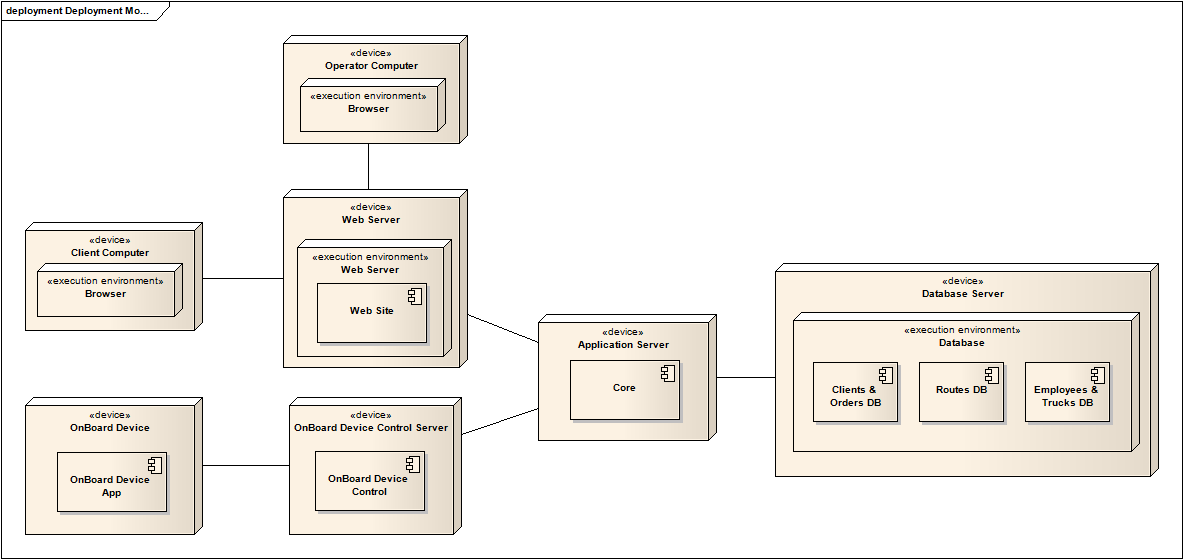 deployment Deployment Mo...
«device»
Operator Computer
«execution environment»
Browser
«device»
Web Server
«execution environment»
Web Server
Web Site
«device»
Client Computer
«execution environment»
Browser
«device»
OnBoard Device
OnBoard Device
App
«device»
OnBoard Device Control Server
OnBoard Device
Control
«device»
Application Server
Core
«device»
Database Server
«execution environment»
Database
Clients &
Orders DB
Routes DB
Employees &
Trucks DB